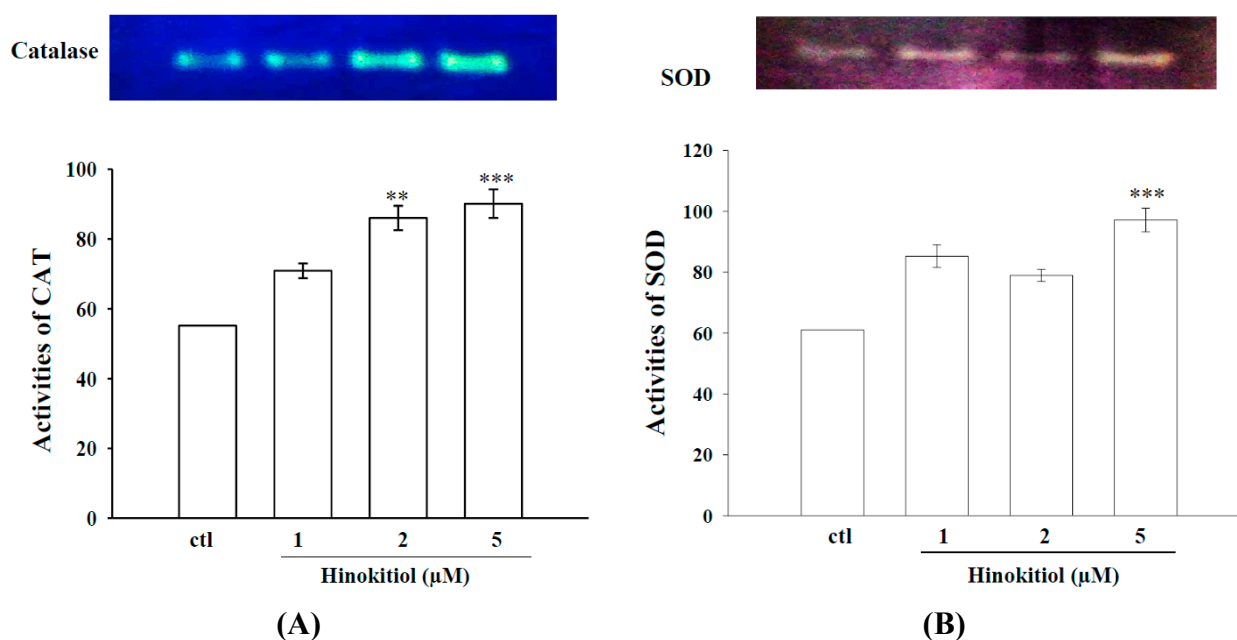 Catalase
100
80
60
40
20
0
Activities of CAT
**
***
ctl
1
2
5
Hinokitiol (µM)
(A)
SOD
120
100
80
60
40
20
0
Activities of SOD
***
ctl
1
2
5
Hinokitiol (µM)
(B)